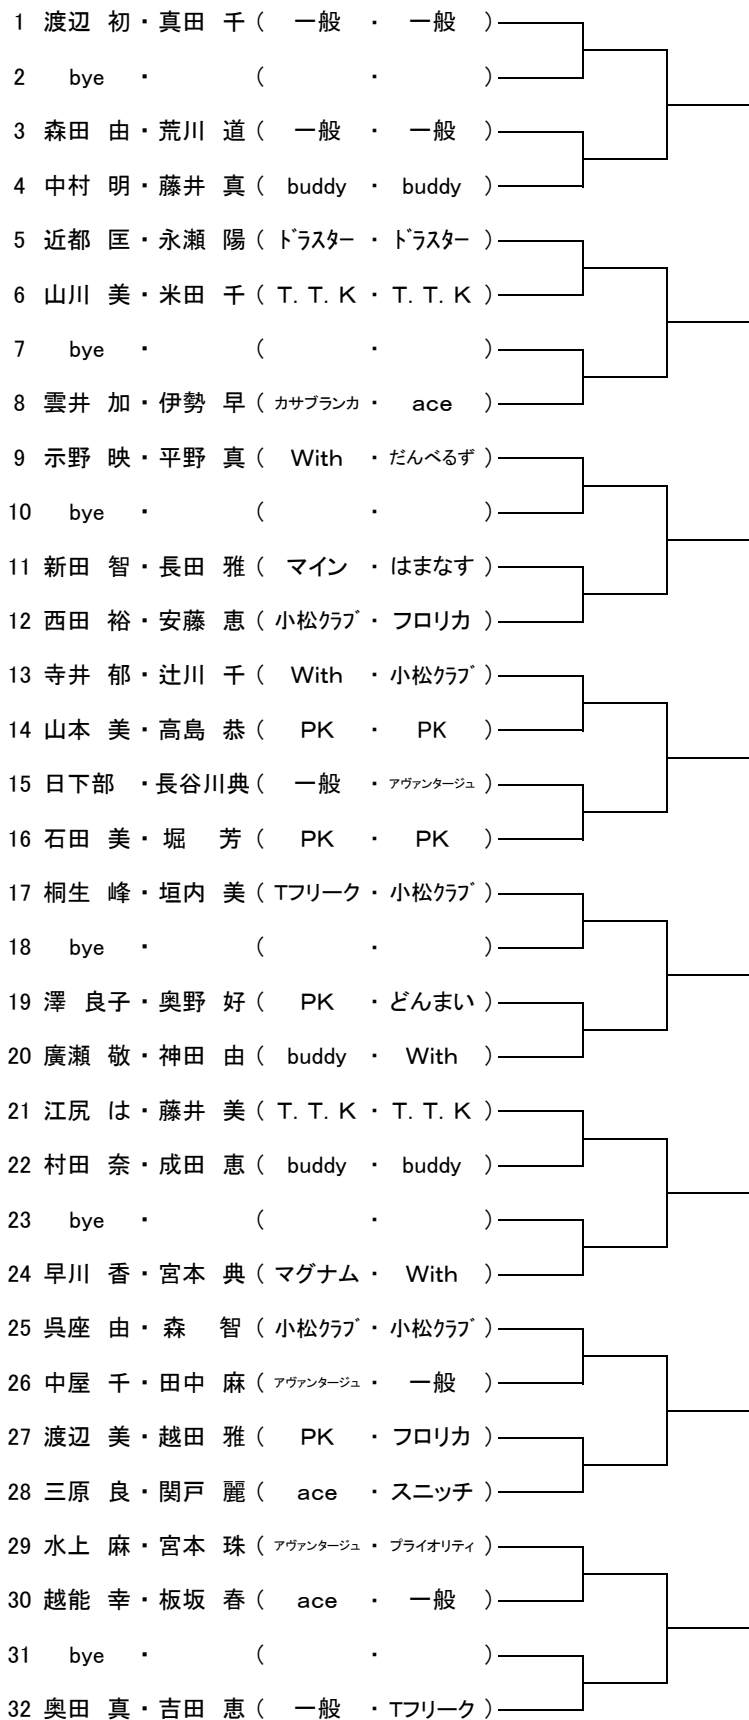 1 渡辺 初・真田 千( 一般 ・ 一般 )
2 bye ・ ( ・ )
3 森田 由・荒川 道( 一般 ・ 一般 )
4 中村 明・藤井 真( buddy ・ buddy )
5 近都 匡・永瀬 陽( ﾄﾞﾗｽﾀｰ ・ ﾄﾞﾗｽﾀｰ )
6 山川 美・米田 千( T.T.K ・ T.T.K )
7 bye ・ ( ・ )
8 雲井 加・伊勢 早( カサブランカ ・ ace )
9 示野 映・平野 真( With ・ だんべるず )
10 bye ・ ( ・ )
11 新田 智・長田 雅( マイン ・ はまなす )
12 西田 裕・安藤 恵( 小松ｸﾗﾌﾞ ・ フロリカ )
13 寺井 郁・辻川 千( With ・ 小松ｸﾗﾌﾞ )
14 山本 美・高島 恭( PK ・ PK )
15 日下部 ・長谷川典( 一般 ・ アヴァンタージュ )
16 石田 美・堀 芳( PK ・ PK )
17 桐生 峰・垣内 美( Tフリーク ・ 小松ｸﾗﾌﾞ )
18 bye ・ ( ・ )
19 澤 良子・奥野 好( PK ・ どんまい )
20 廣瀬 敬・神田 由( buddy ・ With )
21 江尻 は・藤井 美( T.T.K ・ T.T.K )
22 村田 奈・成田 恵( buddy ・ buddy )
23 bye ・ ( ・ )
24 早川 香・宮本 典( マグナム ・ With )
25 呉座 由・森 智( 小松ｸﾗﾌﾞ ・ 小松ｸﾗﾌﾞ )
26 中屋 千・田中 麻( アヴァンタージュ ・ 一般 )
27 渡辺 美・越田 雅( PK ・ フロリカ )
28 三原 良・関戸 麗( ace ・ スニッチ )
29 水上 麻・宮本 珠( アヴァンタージュ ・ プライオリティ )
30 越能 幸・板坂 春( ace ・ 一般 )
31 bye ・ ( ・ )
32 奥田 真・吉田 恵( 一般 ・ Tフリーク )